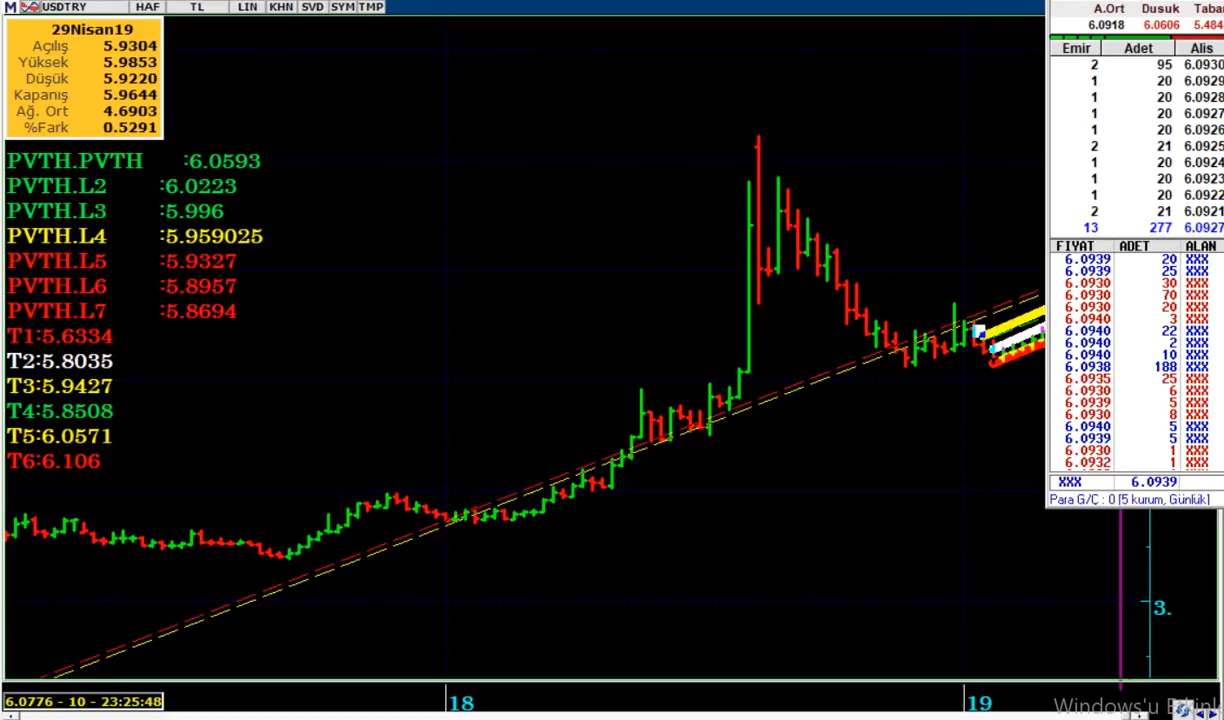 M USDTRY HAF TL LIN KHN SVD SYM TMP
29Nisan19
Açılış 5.9304
Yüksek 5.9853
Düşük 5.9220
Kapanış 5.9644
Ağ. Ort 4.6903
%Fark 0.5291
PVTH.PVTH :6.0593
PVTH.L2 :6.0223
PVTH.L3 :5.996
PVTH.L4 :5.959025
PVTH.L5 :5.9327
PVTH.L6 :5.8957
PVTH.L7 :5.8694
T1:5.6334
T2:5.8035
T3:5.9427
T4:5.8508
T5:6.0571
T6:6.106
A.Ort Dusuk Taban
6.0918 6.0606 5.484
Emir Adet Alis
2 95 6.0930
1 20 6.0929
1 20 6.0928
1 20 6.0927
1 20 6.0926
2 21 6.0925
1 20 6.0924
1 20 6.0923
1 20 6.0922
2 21 6.0921
13 277 6.0927
FIYAT ADET ALAN
6.0939 20 XXX
6.0939 25 XXX
6.0930 30 XXX
6.0930 70 XXX
6.0930 20 XXX
6.0940 3 XXX
6.0940 22 XXX
6.0940 2 XXX
6.0940 10 XXX
6.0938 188 XXX
6.0935 25 XXX
6.0930 6 XXX
6.0939 5 XXX
6.0930 8 XXX
6.0940 5 XXX
6.0939 5 XXX
6.0930 1 XXX
6.0932 1 XXX
XXX 6.0939
Para G/Ç : 0 [5 kurum, Günlük]
3.
6.0776 - 10 - 23:25:48
18
19
Windows'u